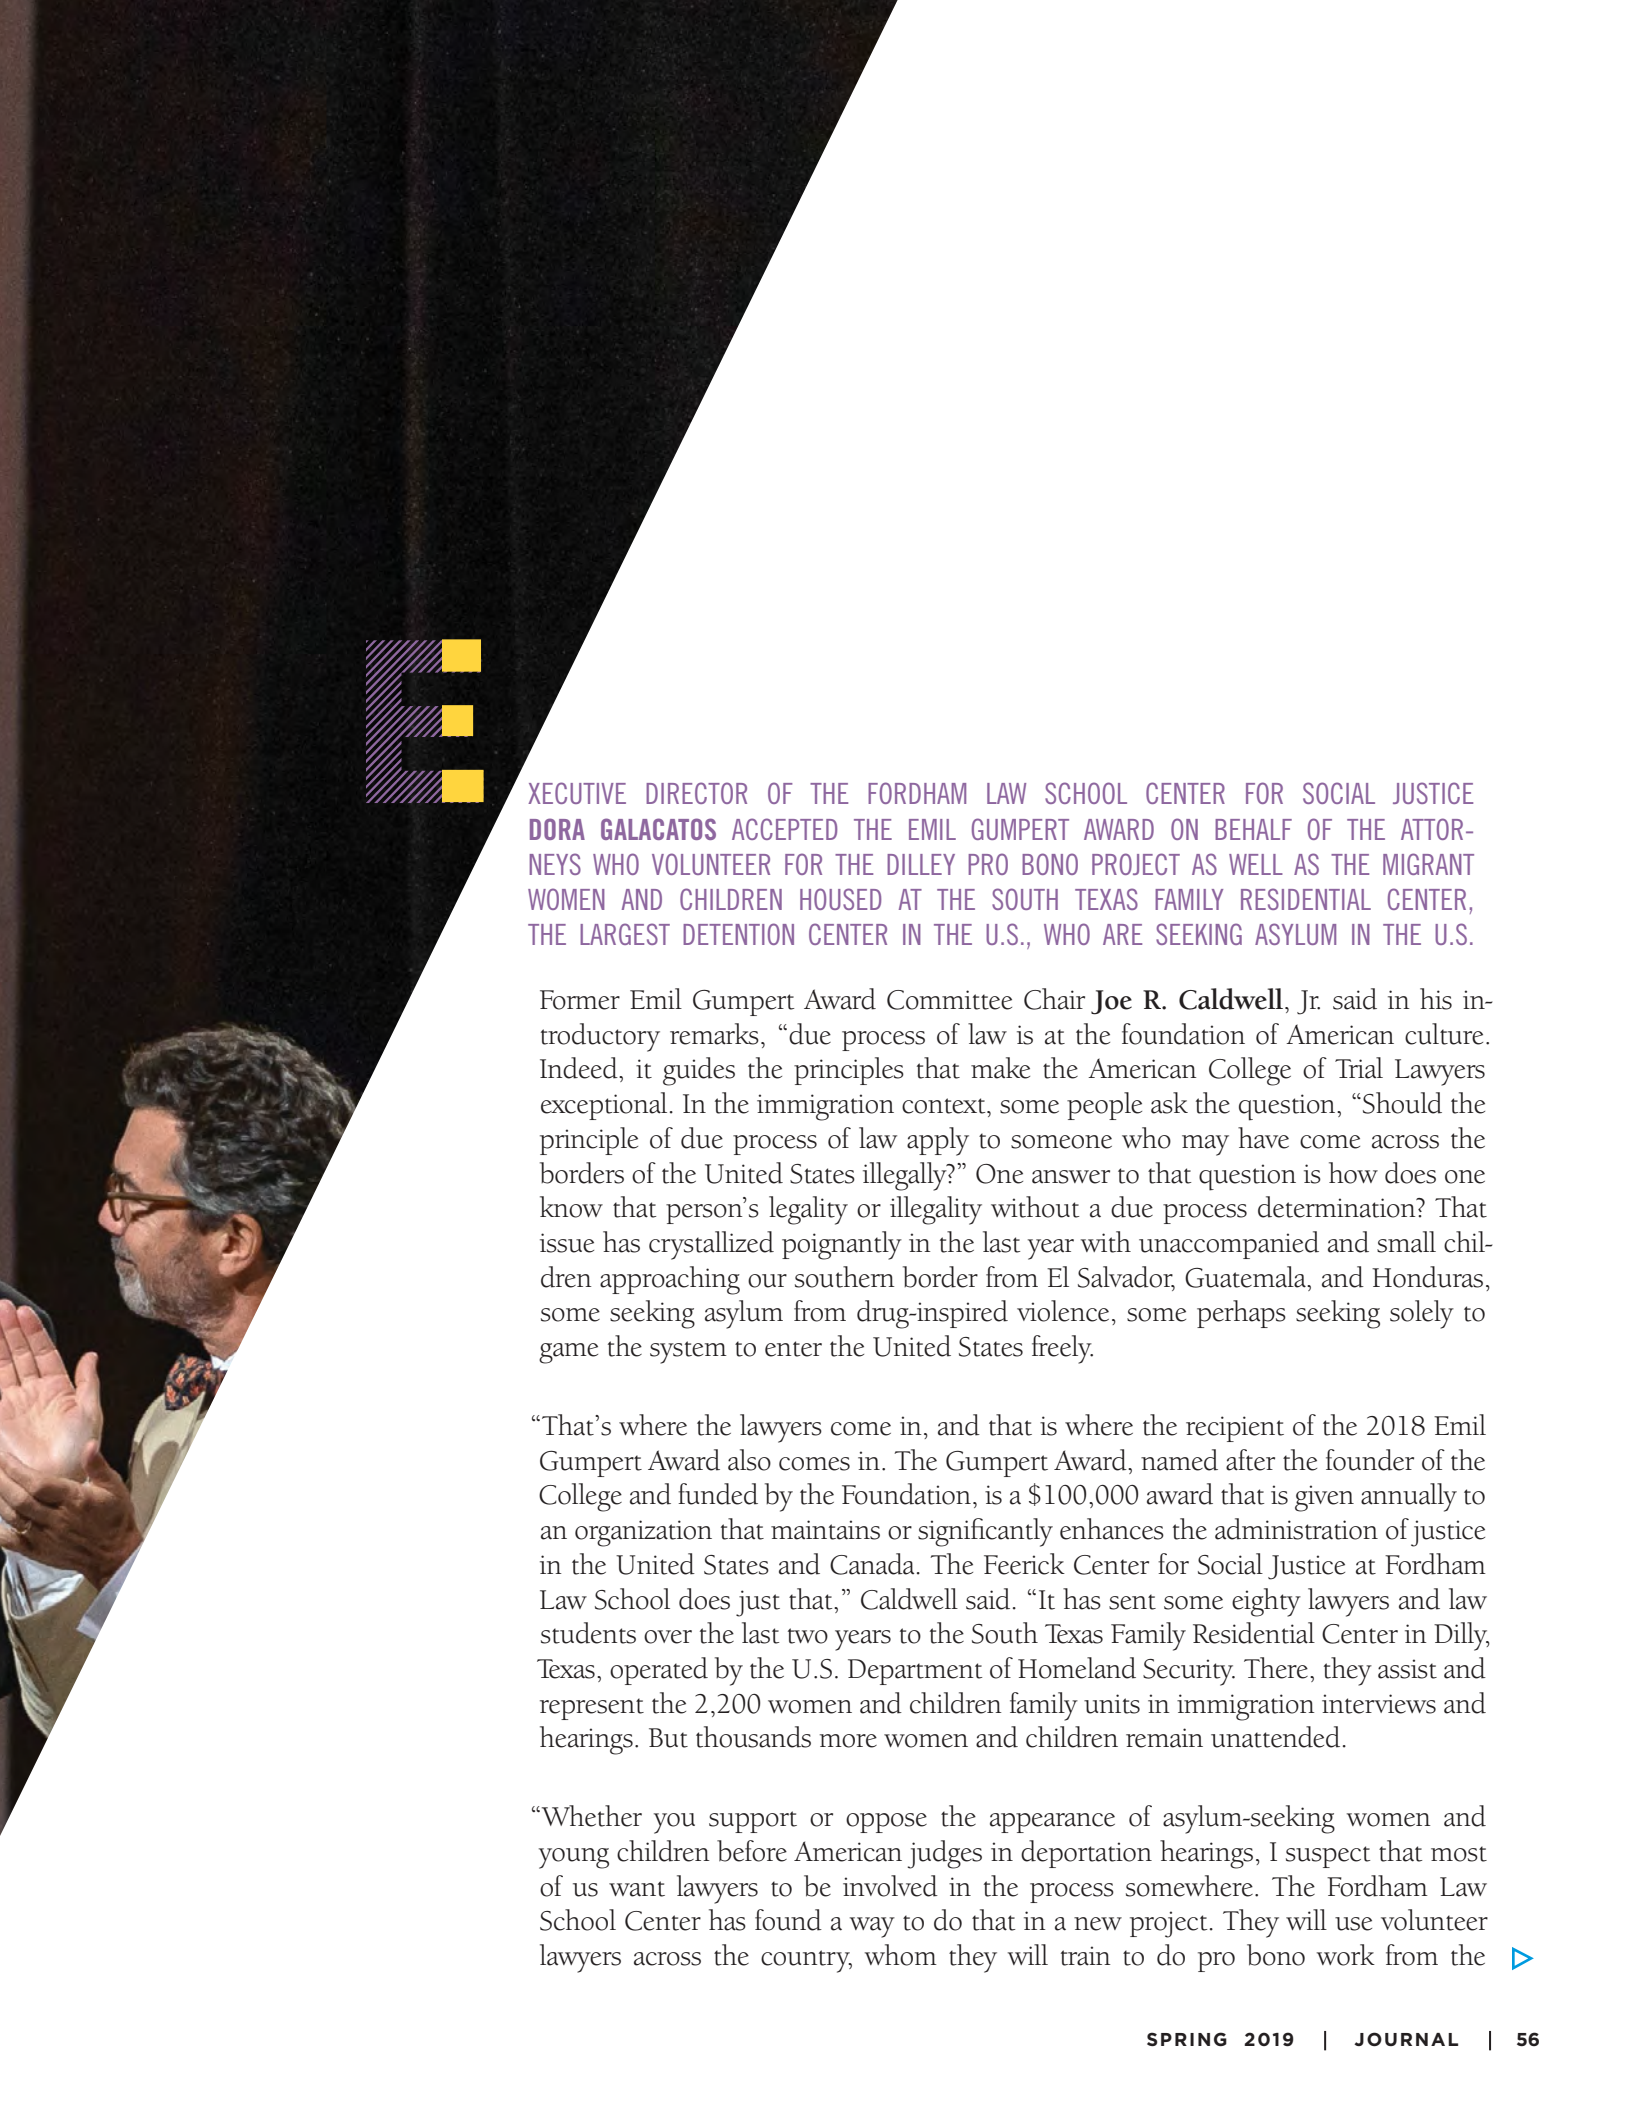 E
XECUTIVE DIRECTOR OF THE FORDHAM LAW SCHOOL CENTER FOR SOCIAL JUSTICE
DORA GALACATOS ACCEPTED THE EMIL GUMPERT AWARD ON BEHALF OF THE ATTOR-
NEYS WHO VOLUNTEER FOR THE DILLEY PRO BONO PROJECT AS WELL AS THE MIGRANT
WOMEN AND CHILDREN HOUSED AT THE SOUTH TEXAS FAMILY RESIDENTIAL CENTER,
THE LARGEST DETENTION CENTER IN THE U.S., WHO ARE SEEKING ASYLUM IN THE U.S.
Former Emil Gumpert Award Committee Chair Joe R. Caldwell, Jr. said in his in-
troductory remarks, “due process of law is at the foundation of American culture.
Indeed, it guides the principles that make the American College of Trial Lawyers
exceptional. In the immigration context, some people ask the question, “Should the
principle of due process of law apply to someone who may have come across the
borders of the United States illegally?” One answer to that question is how does one
know that person’s legality or illegality without a due process determination? That
issue has crystallized poignantly in the last year with unaccompanied and small chil-
dren approaching our southern border from El Salvador, Guatemala, and Honduras,
some seeking asylum from drug-inspired violence, some perhaps seeking solely to
game the system to enter the United States freely.
“That’s where the lawyers come in, and that is where the recipient of the 2018 Emil
Gumpert Award also comes in. The Gumpert Award, named after the founder of the
College and funded by the Foundation, is a $100,000 award that is given annually to
an organization that maintains or significantly enhances the administration of justice
in the United States and Canada. The Feerick Center for Social Justice at Fordham
Law School does just that,” Caldwell said. “It has sent some eighty lawyers and law
students over the last two years to the South Texas Family Residential Center in Dilly,
Texas, operated by the U.S. Department of Homeland Security. There, they assist and
represent the 2,200 women and children family units in immigration interviews and
hearings. But thousands more women and children remain unattended.
“Whether you support or oppose the appearance of asylum-seeking women and
young children before American judges in deportation hearings, I suspect that most
of us want lawyers to be involved in the process somewhere. The Fordham Law
School Center has found a way to do that in a new project. They will use volunteer
lawyers across the country, whom they will train to do pro bono work from the
SPRING 2019 | JOURNAL | 56